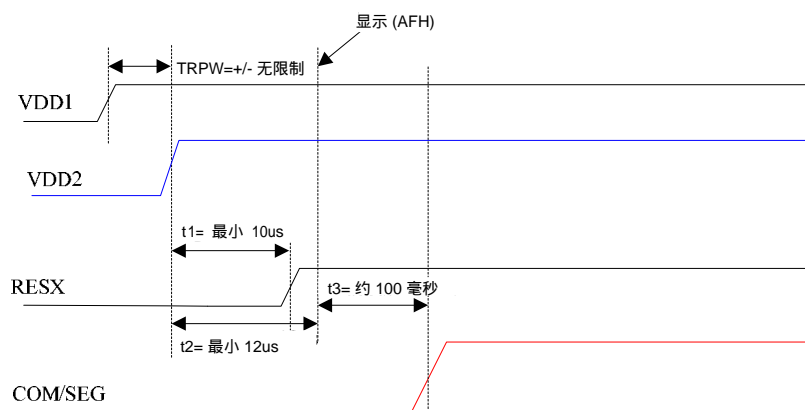 显示 (AFH)
TRPW=+/- 无限制
VDD1
VDD2
t1= 最小 10us
RESX
t3= 约 100 毫秒
t2= 最小 12us
COM/SEG